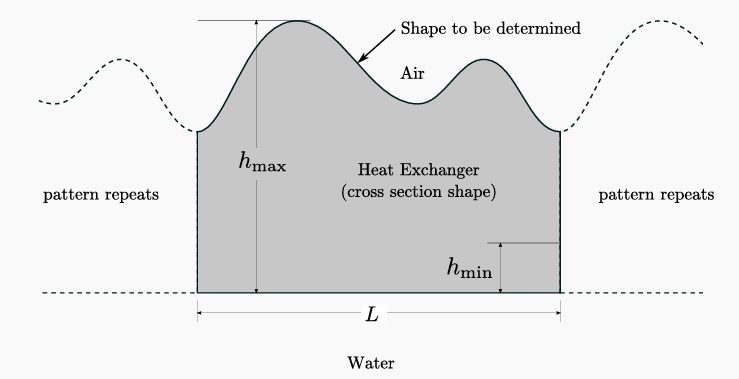 Shape to be determined
Air
h_max
Heat Exchanger
(cross section shape)
pattern repeats
pattern repeats
h_min
L
Water